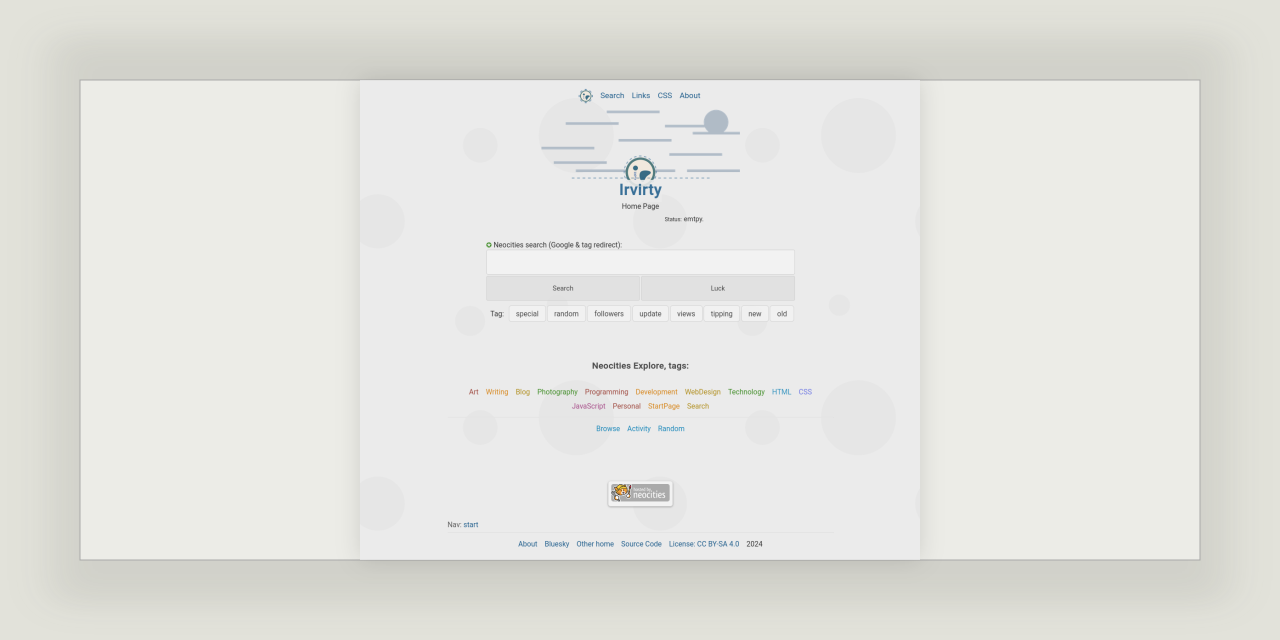 Search Links CSS About
Irvirty
Home Page
Status: emtpy.
Neocities search (Google & tag redirect):
Search Luck
Tag: special random followers update views tipping new old
Neocities Explore, tags:
Art Writing Blog Photography Programming Development WebDesign Technology HTML CSS
JavaScript Personal StartPage Search
Browse Activity Random
neocities
Nav: start
About Bluesky Other home Source Code License: CC BY-SA 4.0 2024